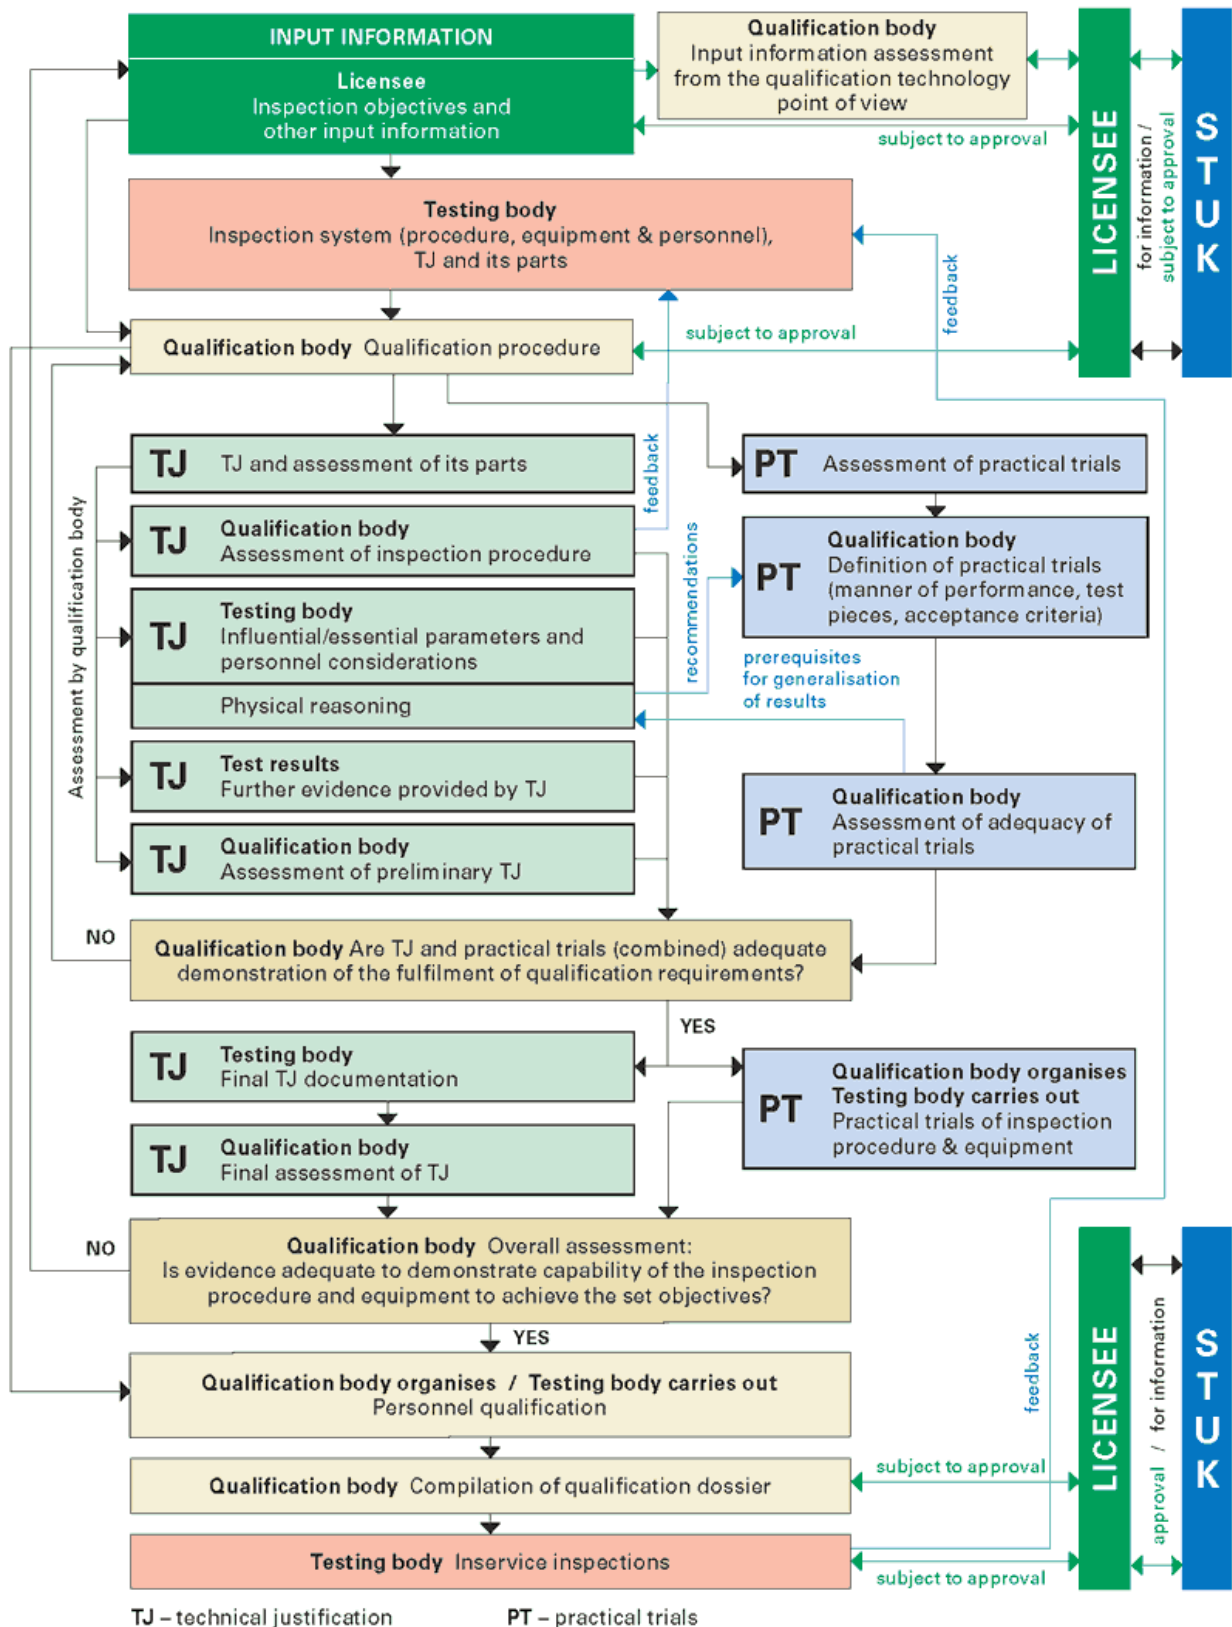 INPUT INFORMATION
Licensee
Inspection objectives and
other input information
Qualification body
Input information assessment
from the qualification technology
point of view
subject to approval
LICENSEE
for information /
subject to approval
STUK
Testing body
Inspection system (procedure, equipment & personnel),
TJ and its parts
feedback
Qualification body Qualification procedure
subject to approval
TJ TJ and assessment of its parts
feedback
PT Assessment of practical trials
Assessment by qualification body
TJ Qualification body
Assessment of inspection procedure
recommendations
PT Qualification body
Definition of practical trials
(manner of performance, test
pieces, acceptance criteria)
TJ Testing body
Influential/essential parameters and
personnel considerations
Physical reasoning
prerequisites
for generalisation
of results
TJ Test results
Further evidence provided by TJ
PT Qualification body
Assessment of adequacy of
practical trials
TJ Qualification body
Assessment of preliminary TJ
NO
Qualification body Are TJ and practical trials (combined) adequate
demonstration of the fulfilment of qualification requirements?
YES
TJ Testing body
Final TJ documentation
PT Qualification body organises
Testing body carries out
Practical trials of inspection
procedure & equipment
TJ Qualification body
Final assessment of TJ
NO
Qualification body Overall assessment:
Is evidence adequate to demonstrate capability of the inspection
procedure and equipment to achieve the set objectives?
YES
Qualification body organises / Testing body carries out
Personnel qualification
feedback
LICENSEE
approval / for information
STUK
Qualification body Compilation of qualification dossier
subject to approval
Testing body Inservice inspections
subject to approval
TJ – technical justification
PT – practical trials